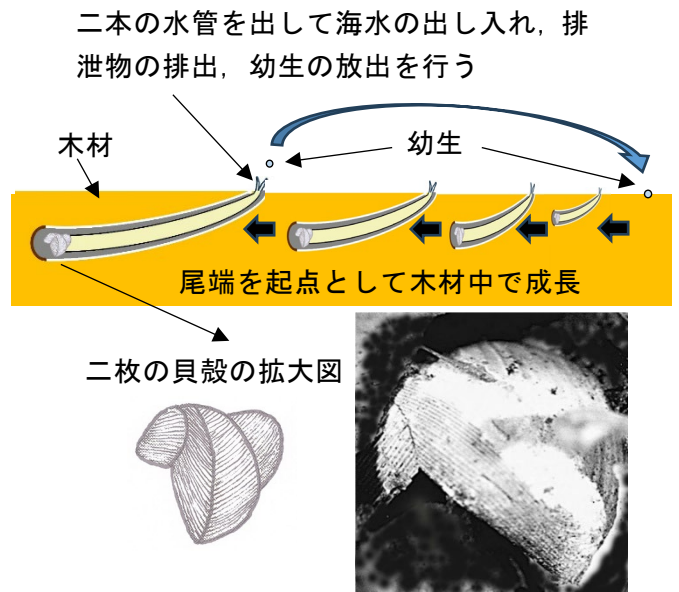 二本の水管を出して海水の出し入れ，排
泄物の排出，幼生の放出を行う
木材
幼生
尾端を起点として木材中で成長
二枚の貝殻の拡大図